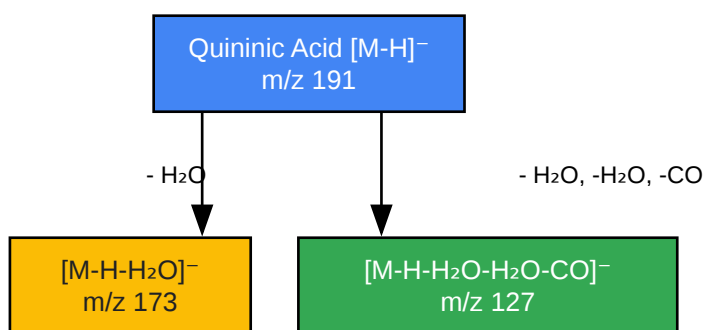 Quininic Acid [M-H]⁻
m/z 191
- H₂O
- H₂O, -H₂O, -CO
[M-H-H₂O]⁻
m/z 173
[M-H-H₂O-H₂O-CO]⁻
m/z 127